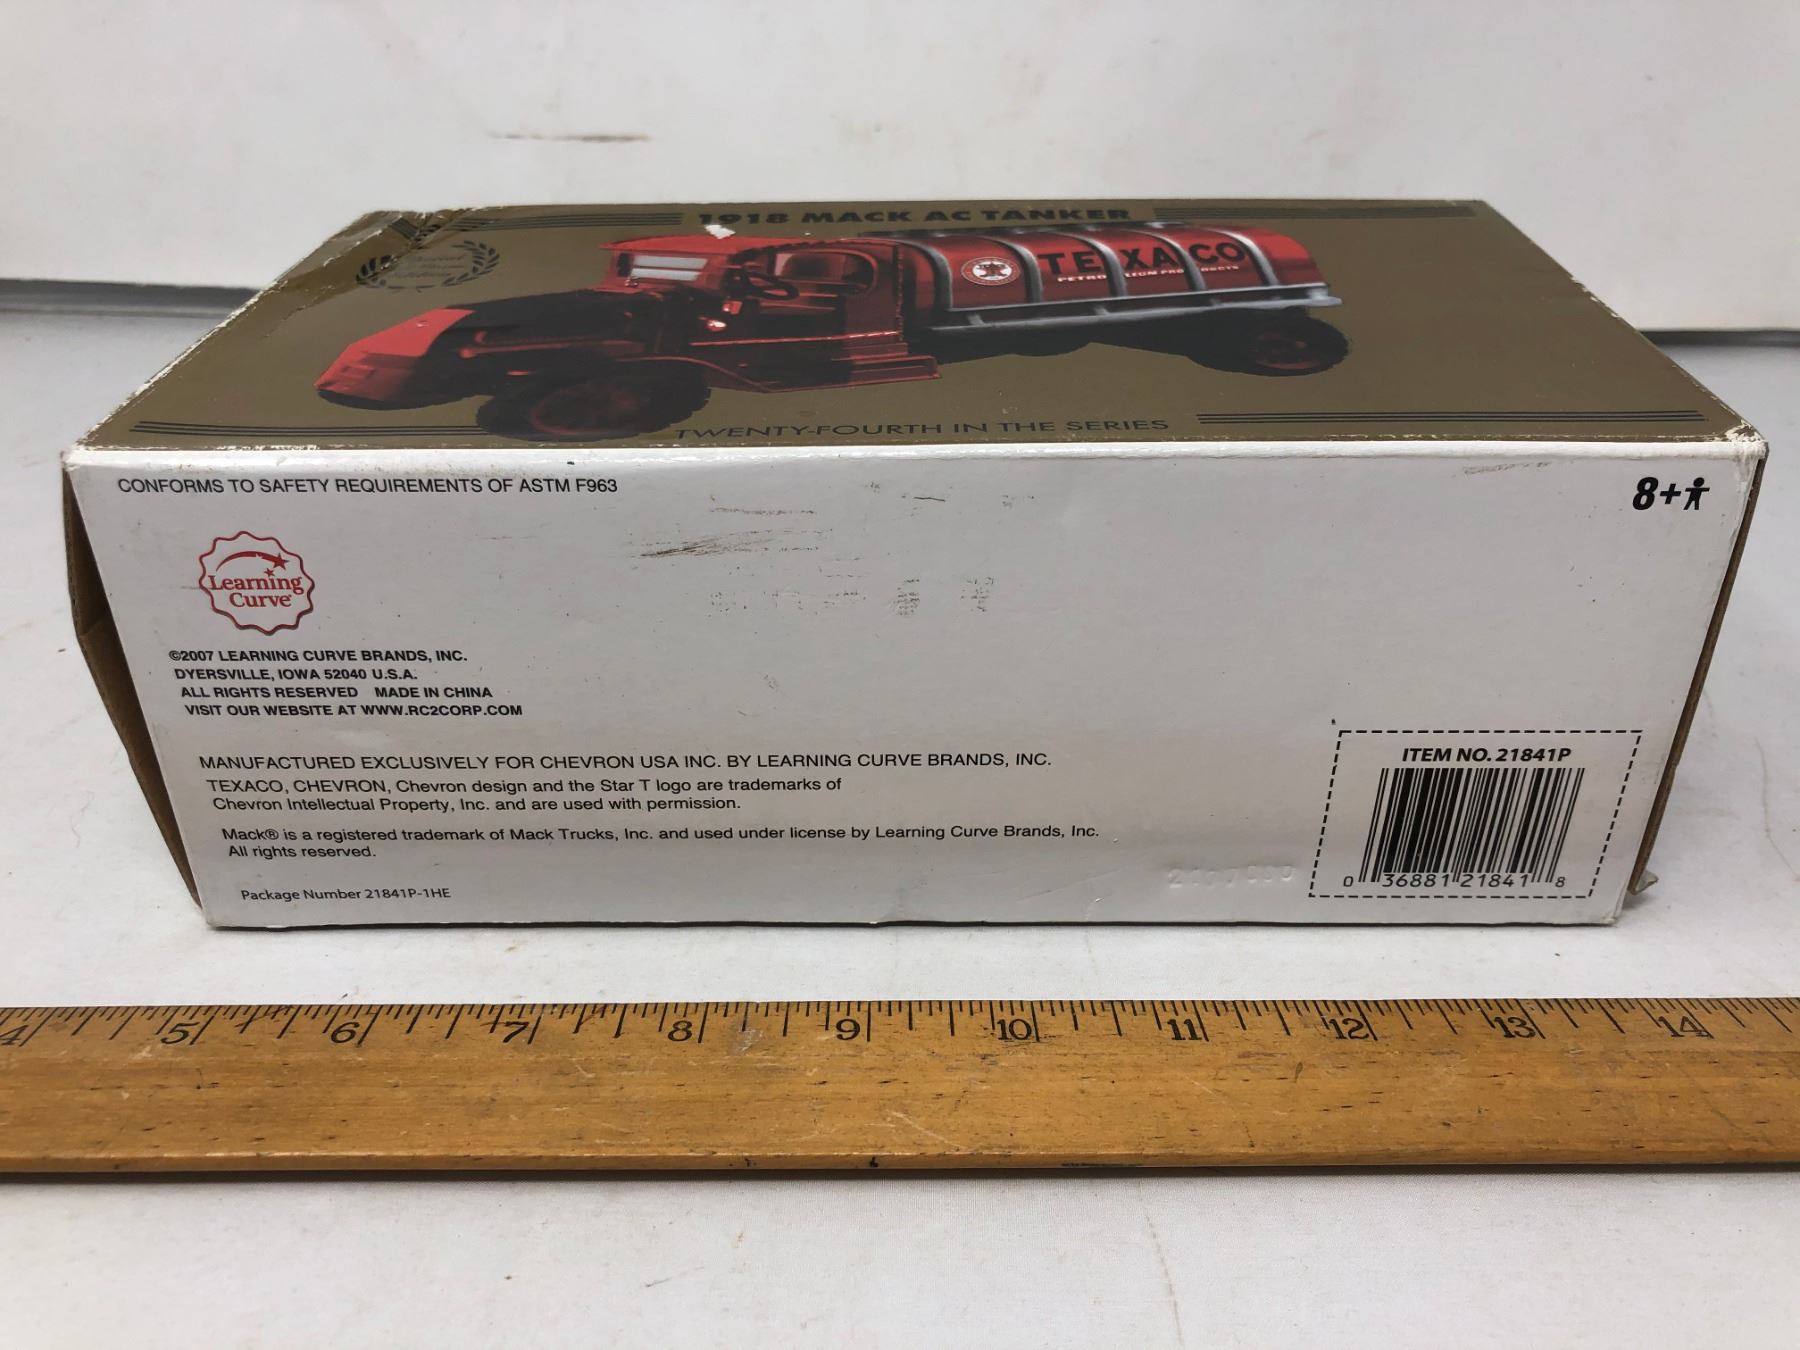 1918 MACK AC TANKER
TEXACO
PETROLEUM PRODUCTS
TWENTY-FOURTH IN THE SERIES
CONFORMS TO SAFETY REQUIREMENTS OF ASTM F963
8+
Learning
Curve
©2007 LEARNING CURVE BRANDS, INC.
DYERSVILLE, IOWA 52040 U.S.A.
ALL RIGHTS RESERVED MADE IN CHINA
VISIT OUR WEBSITE AT WWW.RC2CORP.COM
MANUFACTURED EXCLUSIVELY FOR CHEVRON USA INC. BY LEARNING CURVE BRANDS, INC.
TEXACO, CHEVRON, Chevron design and the Star T logo are trademarks of
Chevron Intellectual Property, Inc. and are used with permission.
Mack® is a registered trademark of Mack Trucks, Inc. and used under license by Learning Curve Brands, Inc.
All rights reserved.
Package Number 21841P-1HE
ITEM NO. 21841P
0 36881 21841 8
4 5 6 7 8 9 10 11 12 13 14